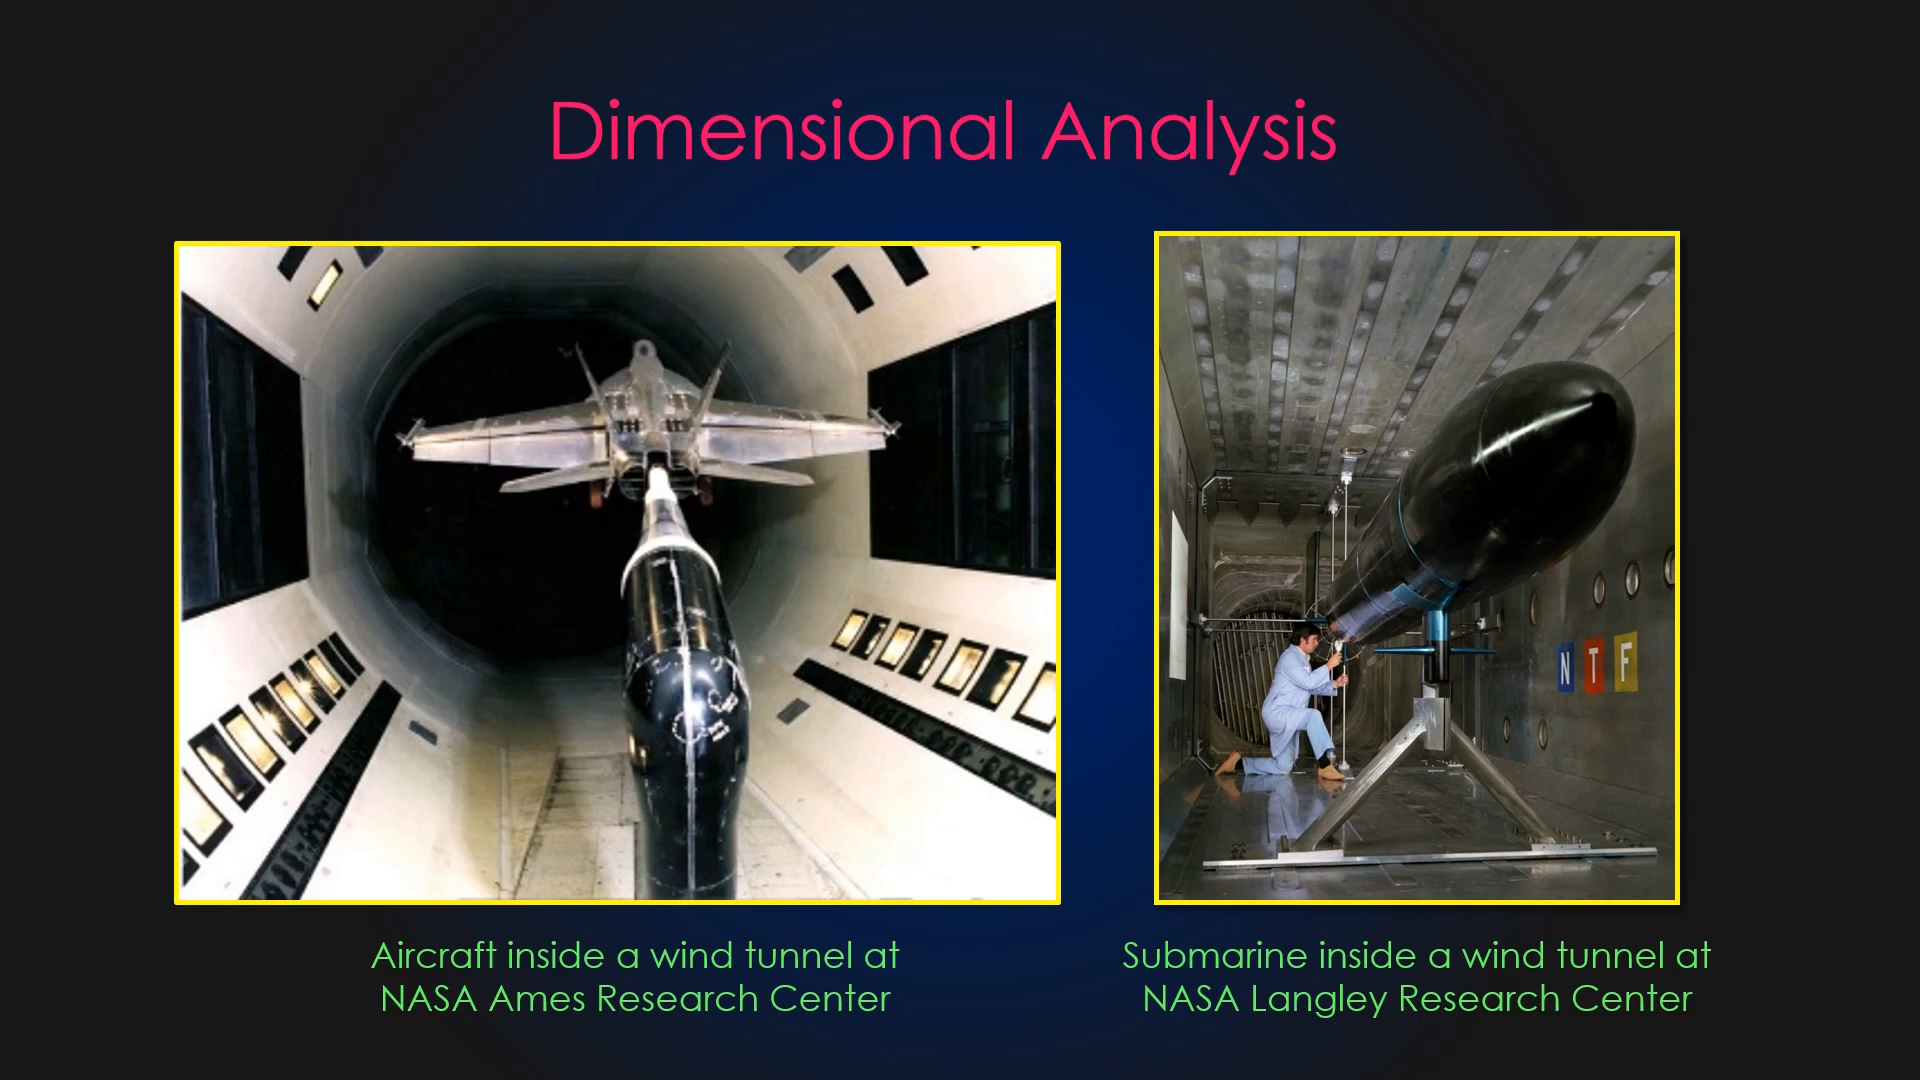 Dimensional Analysis
N T F
Aircraft inside a wind tunnel at
NASA Ames Research Center
Submarine inside a wind tunnel at
NASA Langley Research Center